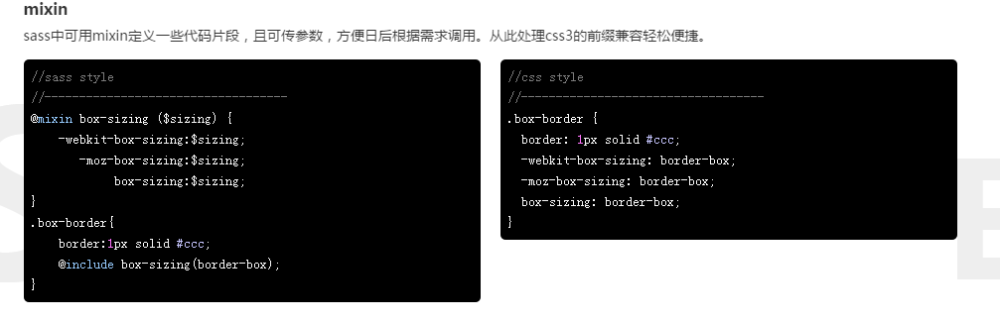 mixin
sass中可用mixin定义一些代码片段，且可传参数，方便日后根据需求调用。从此处理css3的前缀兼容轻松便捷。
//sass style
//-----------------------------------
@mixin box-sizing ($sizing) {
    -webkit-box-sizing:$sizing;
       -moz-box-sizing:$sizing;
            box-sizing:$sizing;
}
.box-border{
    border:1px solid #ccc;
    @include box-sizing(border-box);
}
//css style
//-----------------------------------
.box-border {
  border: 1px solid #ccc;
  -webkit-box-sizing: border-box;
  -moz-box-sizing: border-box;
  box-sizing: border-box;
}